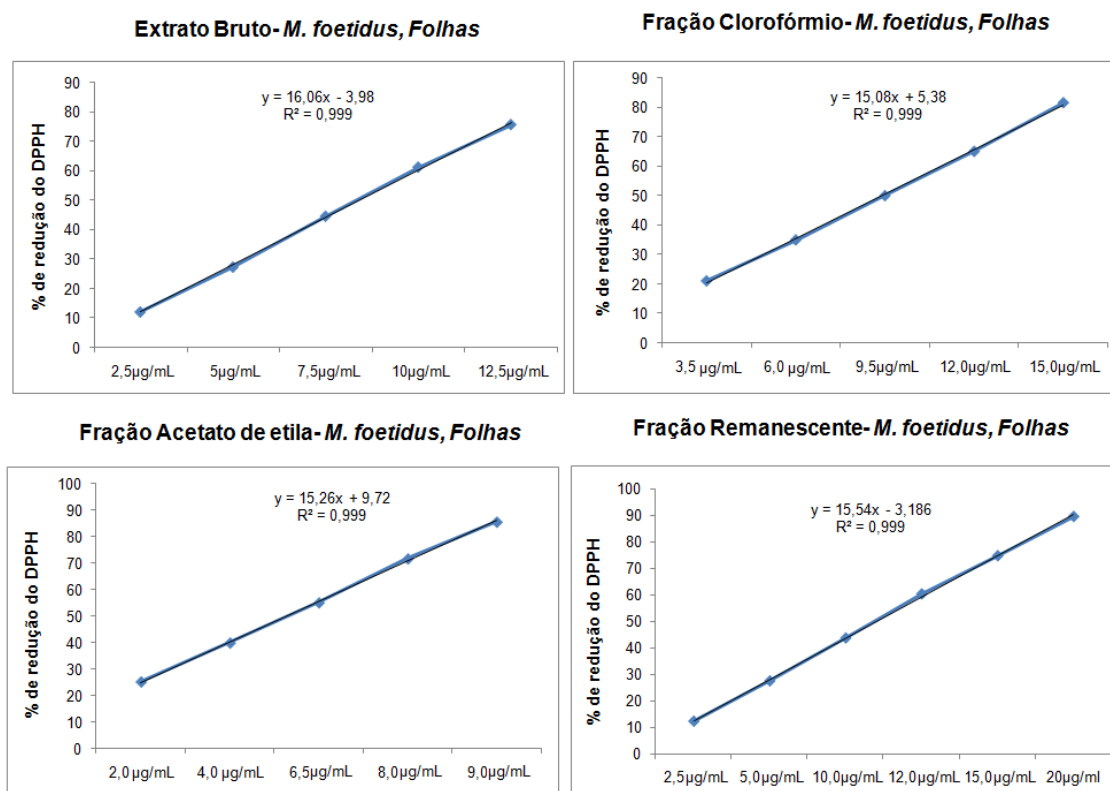 Extrato Bruto- M. foetidus, Folhas
% de redução do DPPH
90
80
70
60
50
40
30
20
10
0
y = 16,06x - 3,98
R² = 0,999
2,5µg/mL 5µg/mL 7,5µg/mL 10µg/mL 12,5µg/mL
Fração Clorofórmio- M. foetidus, Folhas
% de redução do DPPH
90
80
70
60
50
40
30
20
10
0
y = 15,08x + 5,38
R² = 0,999
3,5 µg/mL 6,0 µg/mL 9,5µg/mL 12,0µg/mL 15,0µg/mL
Fração Acetato de etila- M. foetidus, Folhas
% de redução do DPPH
100
90
80
70
60
50
40
30
20
10
0
y = 15,26x + 9,72
R² = 0,999
2,0 µg/mL 4,0 µg/mL 6,5µg/mL 8,0µg/mL 9,0µg/mL
Fração Remanescente- M. foetidus, Folhas
% de redução do DPPH
100
90
80
70
60
50
40
30
20
10
0
y = 15,54x - 3,186
R² = 0,999
2,5µg/mL 5,0µg/mL 10,0µg/mL 12,0µg/mL 15,0µg/mL 20µg/ml